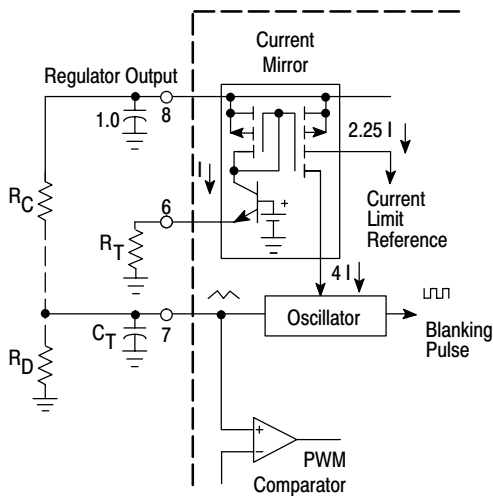 Current
Mirror
Regulator Output
1.0
8
2.25 I
I
R_C
6
Current
Limit
Reference
R_T
4 I
C_T
7
Oscillator
Blanking
Pulse
R_D
+
+
−
PWM
Comparator